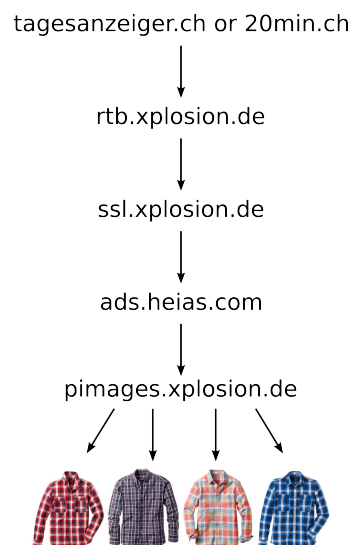 tagesanzeiger.ch or 20min.ch
rtb.xplosion.de
ssl.xplosion.de
ads.heias.com
pimages.xplosion.de